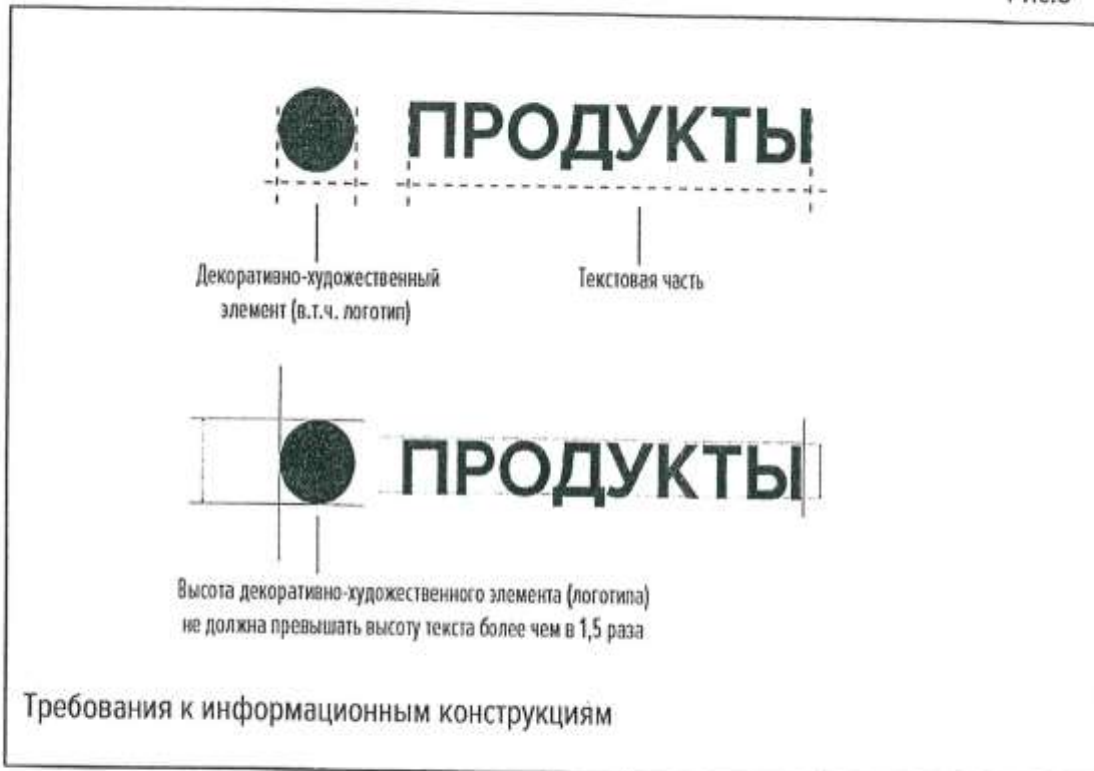 ПРОДУКТЫ
Декоративно-художественный
элемент (в.т.ч. логотип)
Текстовая часть
ПРОДУКТЫ
Высота декоративно-художественного элемента (логотипа)
не должна превышать высоту текста более чем в 1,5 раза
Требования к информационным конструкциям